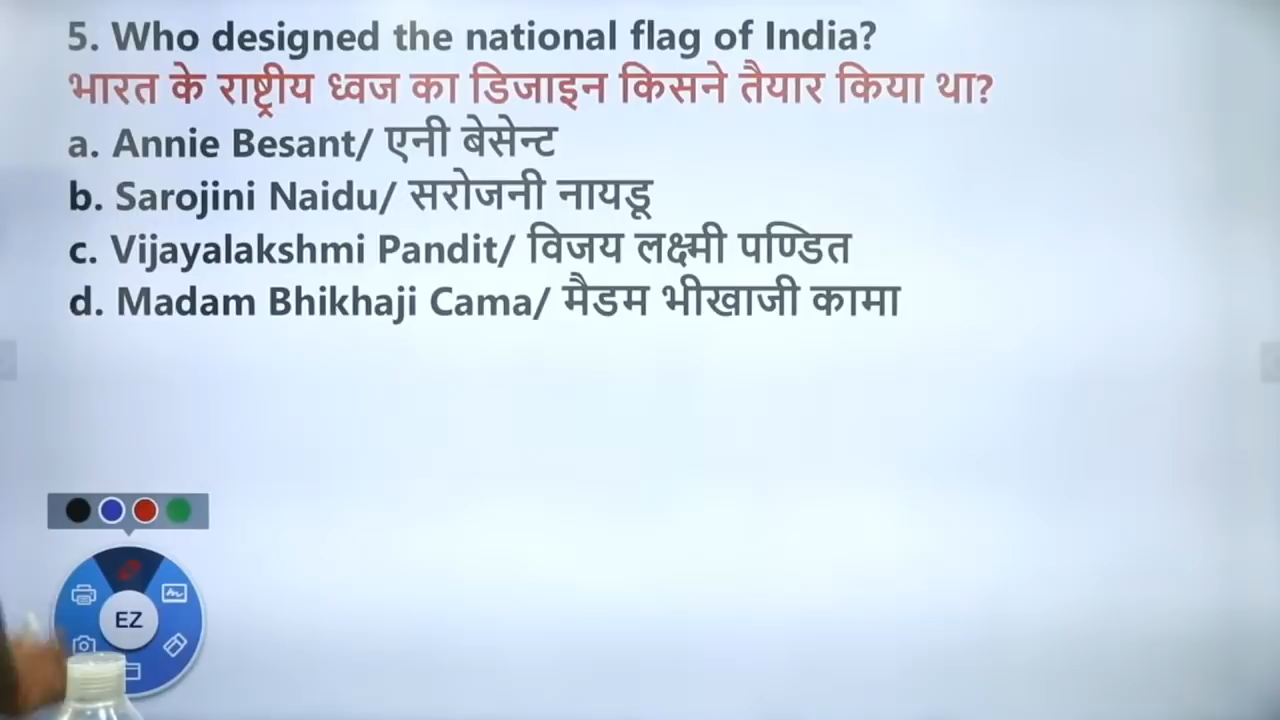 5. Who designed the national flag of India?
भारत के राष्ट्रीय ध्वज का डिजाइन किसने तैयार किया था?
a. Annie Besant/ एनी बेसेन्ट
b. Sarojini Naidu/ सरोजनी नायडू
c. Vijayalakshmi Pandit/ विजय लक्ष्मी पण्डित
d. Madam Bhikhaji Cama/ मैडम भीखाजी कामा
EZ